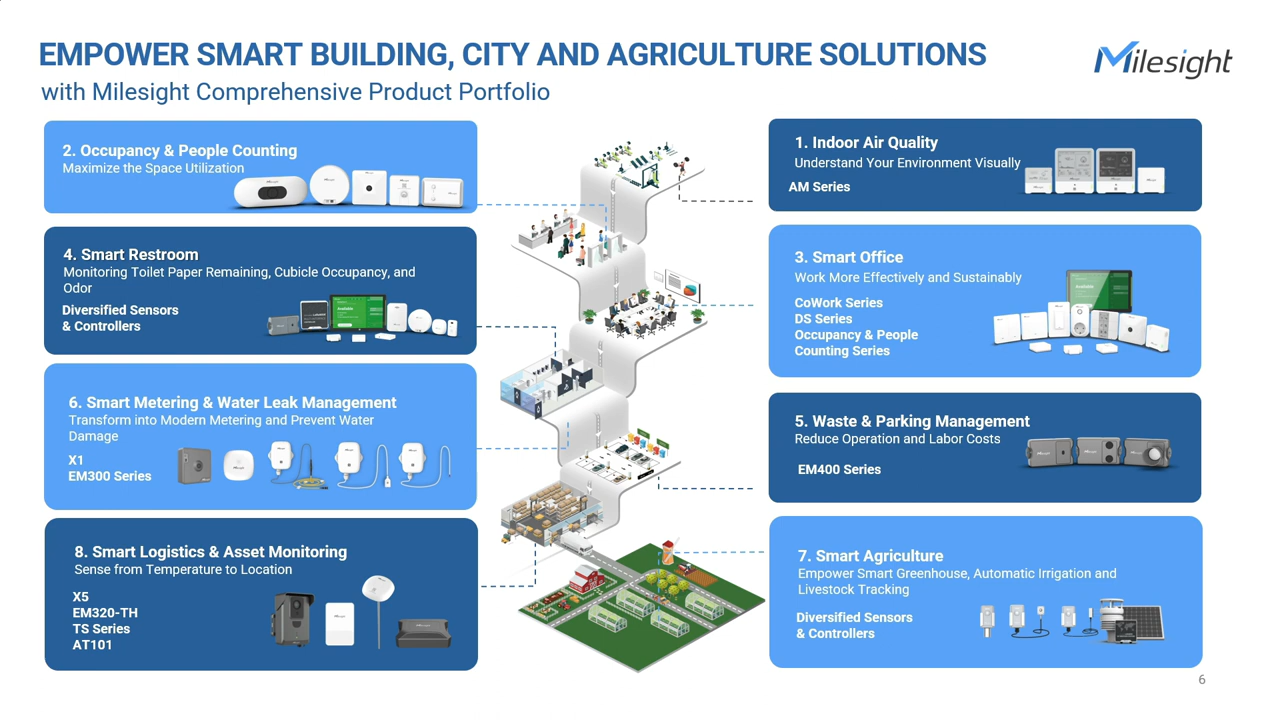 EMPOWER SMART BUILDING, CITY AND AGRICULTURE SOLUTIONS
with Milesight Comprehensive Product Portfolio
Milesight
2. Occupancy & People Counting
Maximize the Space Utilization
1. Indoor Air Quality
Understand Your Environment Visually
AM Series
4. Smart Restroom
Monitoring Toilet Paper Remaining, Cubicle Occupancy, and
Odor
Diversified Sensors
& Controllers
3. Smart Office
Work More Effectively and Sustainably
CoWork Series
DS Series
Occupancy & People
Counting Series
6. Smart Metering & Water Leak Management
Transform into Modern Metering and Prevent Water
Damage
X1
EM300 Series
5. Waste & Parking Management
Reduce Operation and Labor Costs
EM400 Series
8. Smart Logistics & Asset Monitoring
Sense from Temperature to Location
X5
EM320-TH
TS Series
AT101
7. Smart Agriculture
Empower Smart Greenhouse, Automatic Irrigation and
Livestock Tracking
Diversified Sensors
& Controllers
6